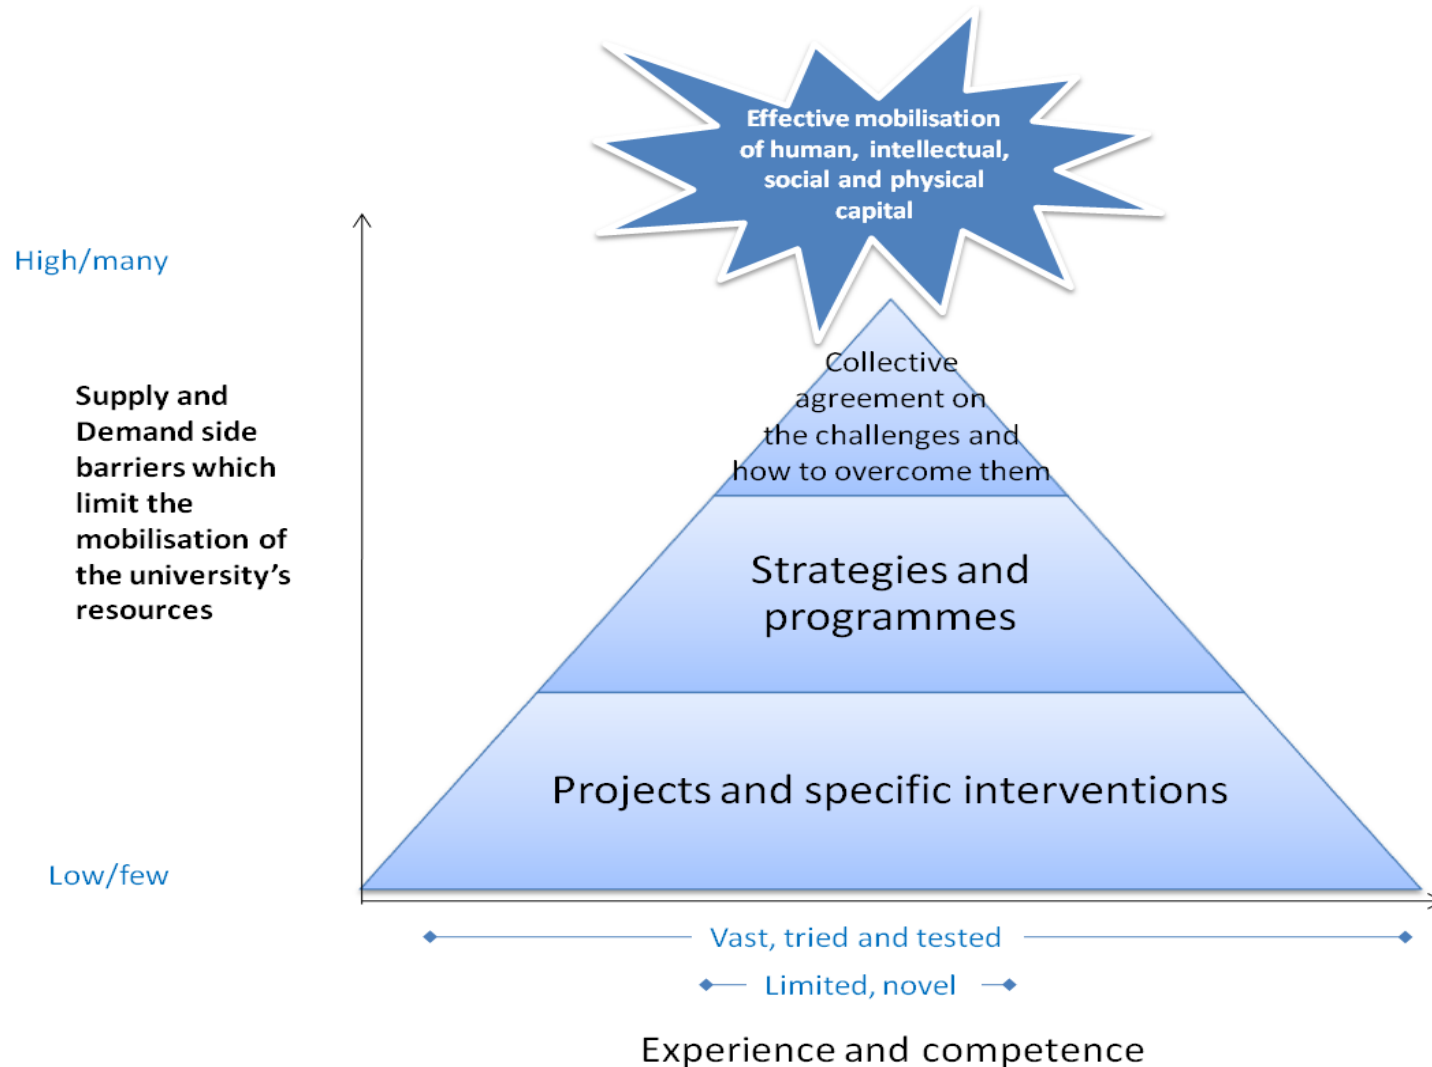 Effective mobilisation
of human, intellectual,
social and physical
capital
High/many
Supply and
Demand side
barriers which
limit the
mobilisation of
the university's
resources
Low/few
Collective
agreement on
the challenges and
how to overcome them
Strategies and
programmes
Projects and specific interventions
Vast, tried and tested
Limited, novel
Experience and competence